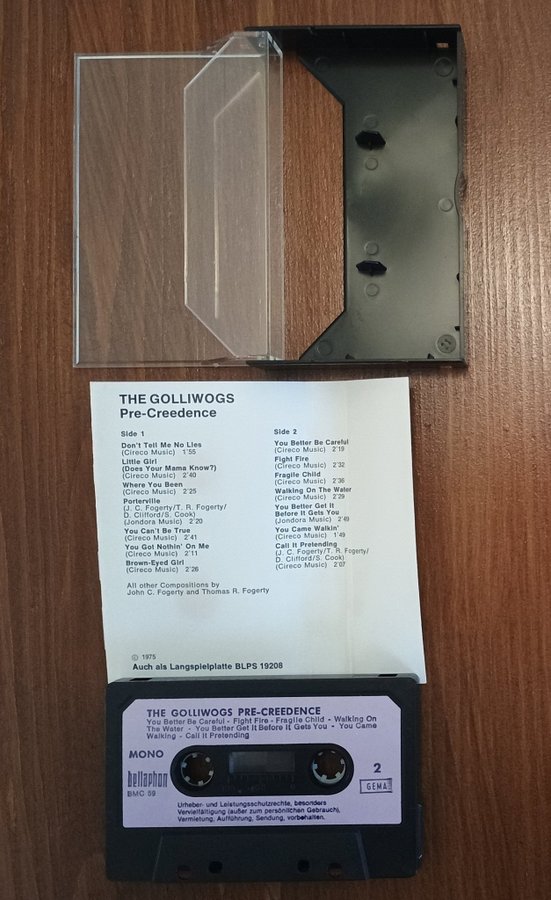 THE GOLLIWOGS
Pre-Creedence
Side 1
Don't Tell Me No Lies
(Cireco Music) 1'55
Little Girl
(Does Your Mama Know?)
(Cireco Music) 2'40
Where You Been
(Cireco Music) 2'25
Porterville
(J. C. Fogerty/T. R. Fogerty/
D. Clifford/S. Cook)
(Jondora Music) 2'20
You Can't Be True
(Cireco Music) 2'41
You Got Nothin' On Me
(Cireco Music) 2'11
Brown-Eyed Girl
(Cireco Music) 2'26
All other Compositions by
John C. Fogerty and Thomas R. Fogerty
Side 2
You Better Be Careful
(Cireco Music) 2'19
Fight Fire
(Cireco Music) 2'32
Fragile Child
(Cireco Music) 2'36
Walking On The Water
(Cireco Music) 2'29
You Better Get It
Before It Gets You
(Jondora Music) 2'49
You Came Walkin'
(Cireco Music) 1'49
Call It Pretending
(J. C. Fogerty/T. R. Fogerty/
D. Clifford/S. Cook)
(Cireco Music) 2'07
© 1975
Auch als Langspielplatte BLPS 19208
THE GOLLIWOGS PRE-CREEDENCE
You Better Be Careful - Fight Fire - Fragile Child - Walking On
The Water - You Better Get It Before It Gets You - You Came
Walking - Call It Pretending
MONO
2
bellaphon
GEMA
BMC 59
Urheber- und Leistungsschutzrechte, besonders
Vervielfältigung (außer zum persönlichen Gebrauch),
Vermietung, Aufführung, Sendung, vorbehalten.